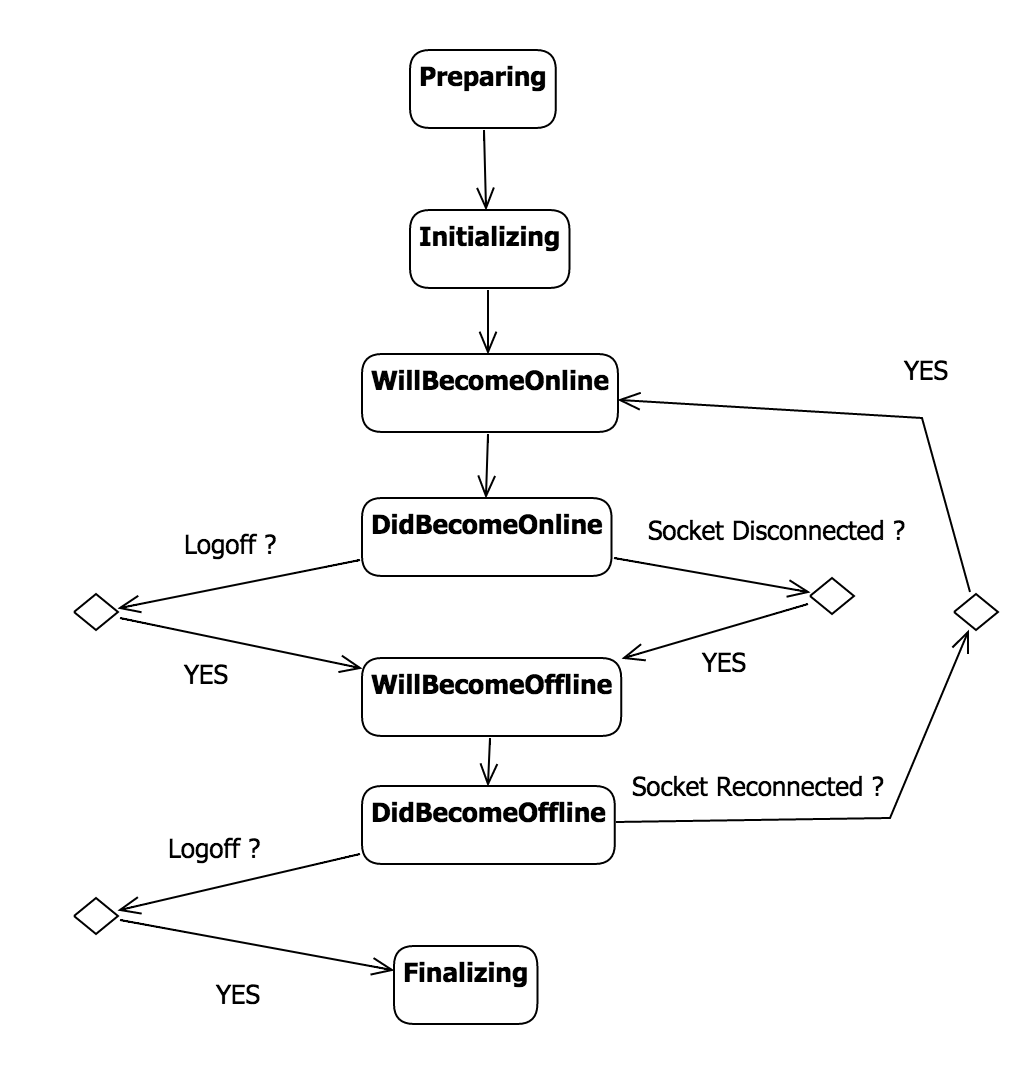 Preparing
Initializing
WillBecomeOnline
YES
DidBecomeOnline
Logoff ?
Socket Disconnected ?
YES
YES
WillBecomeOffline
DidBecomeOffline
Socket Reconnected ?
Logoff ?
YES
Finalizing